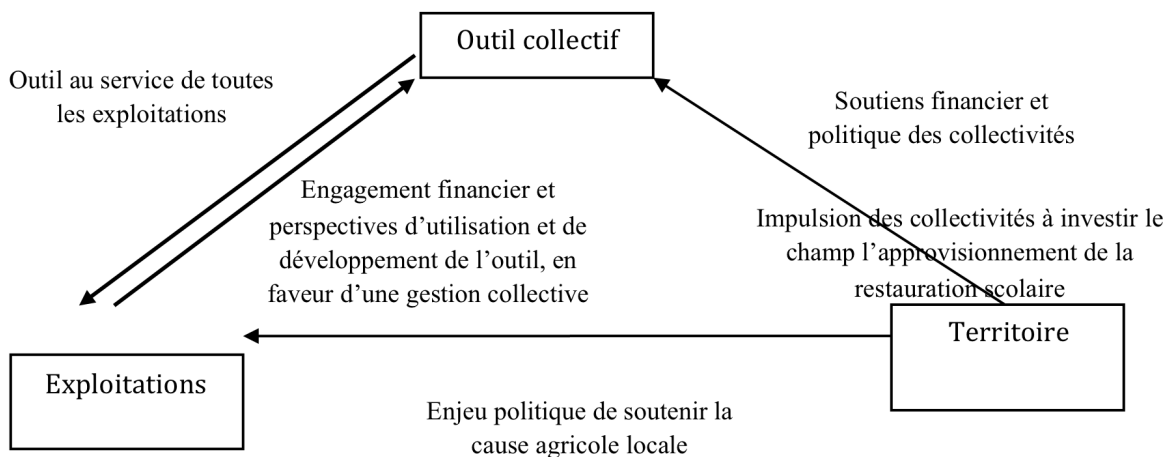 Outil collectif
Outil au service de toutes
les exploitations
Soutiens financier et
politique des collectivités
Engagement financier et
perspectives d’utilisation et de
développement de l’outil, en
faveur d’une gestion collective
Impulsion des collectivités à investir le
champ l’approvisionnement de la
restauration scolaire
Territoire
Exploitations
Enjeu politique de soutenir la
cause agricole locale